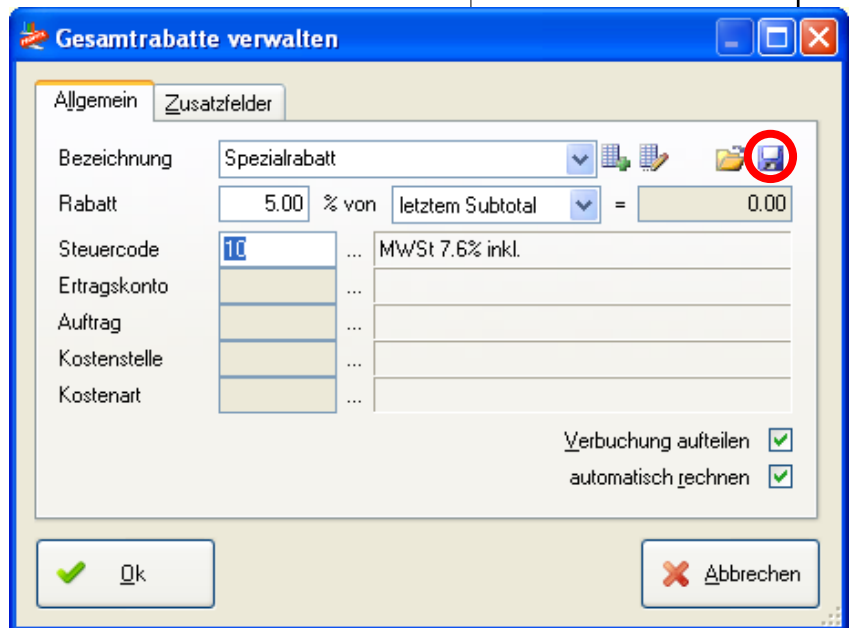 Gesamtrabatte verwalten
Allgemein Zusatzfelder
Bezeichnung Spezialrabatt
Rabatt 5.00 % von letztem Subtotal = 0.00
Steuercode 10 ... MWSt 7.6% inkl.
Ertragskonto ...
Auftrag ...
Kostenstelle ...
Kostenart ...
Verbuchung aufteilen
automatisch rechnen
Ok Abbrechen